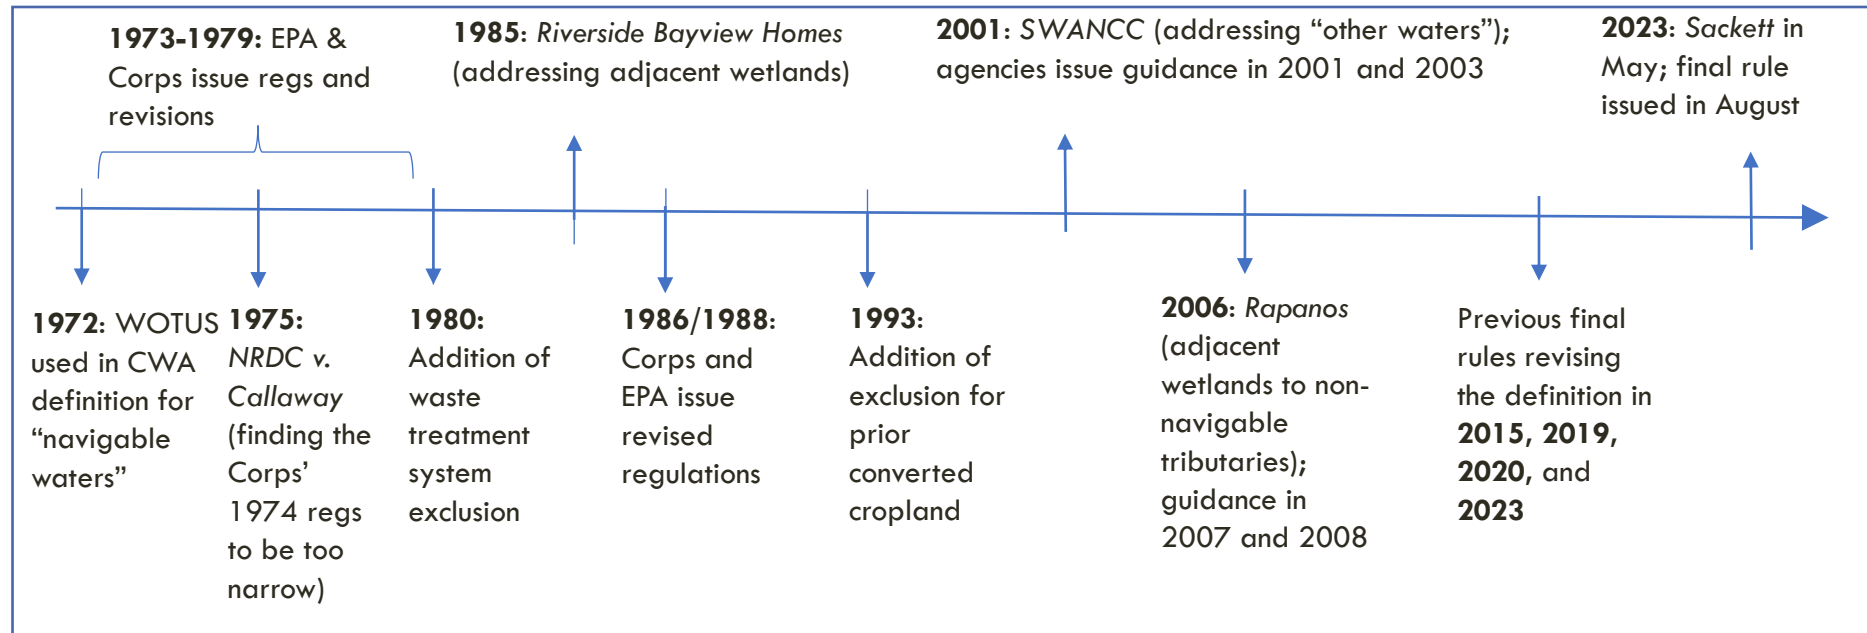 1973-1979: EPA &
Corps issue regs and
revisions
1985: Riverside Bayview Homes
(addressing adjacent wetlands)
2001: SWANCC (addressing “other waters”);
agencies issue guidance in 2001 and 2003
2023: Sackett in
May; final rule
issued in August
1972: WOTUS
used in CWA
definition for
“navigable
waters”
1975:
NRDC v.
Callaway
(finding the
Corps’
1974 regs
to be too
narrow)
1980:
Addition of
waste
treatment
system
exclusion
1986/1988:
Corps and
EPA issue
revised
regulations
1993:
Addition of
exclusion for
prior
converted
cropland
2006: Rapanos
(adjacent
wetlands to non-
navigable
tributaries);
guidance in
2007 and 2008
Previous final
rules revising
the definition in
2015, 2019,
2020, and
2023